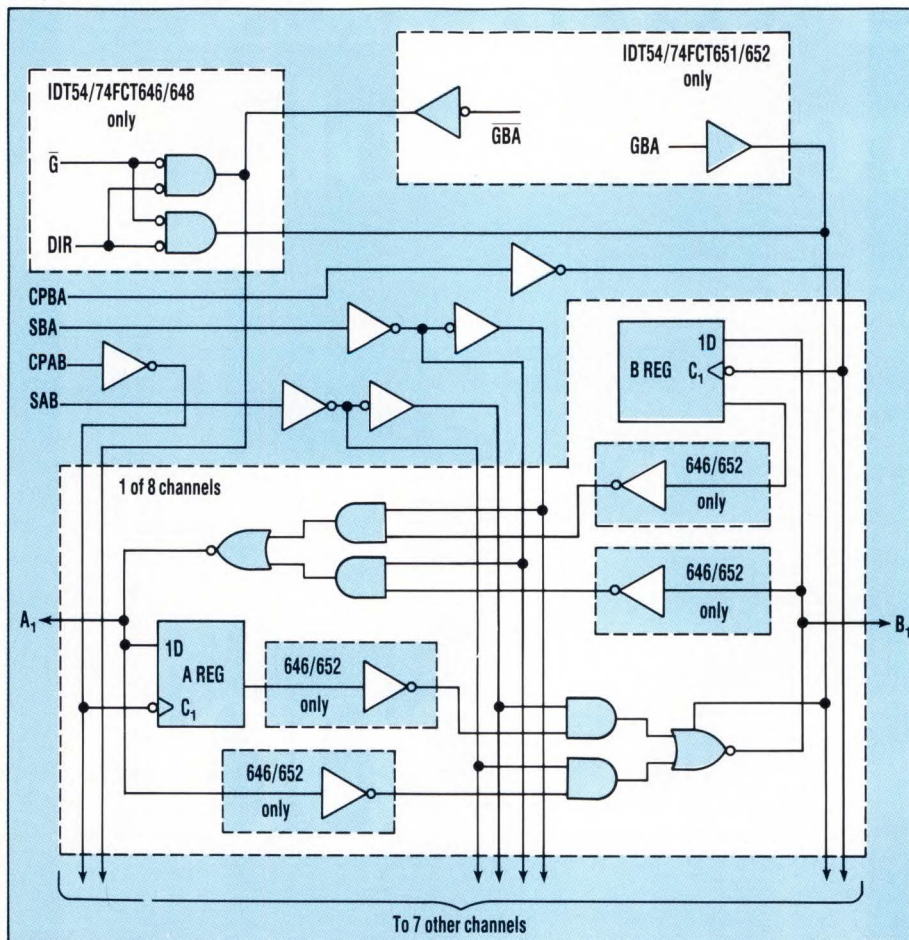 IDT54/74FCT651/652
only
IDT54/74FCT646/648
only
G̅
DIR
G̅B̅A̅
GBA
CPBA
SBA
CPAB
SAB
1D
B REG
C₁
646/652
only
1 of 8 channels
646/652
only
A₁
B₁
1D
A REG
C₁
646/652
only
646/652
only
To 7 other channels